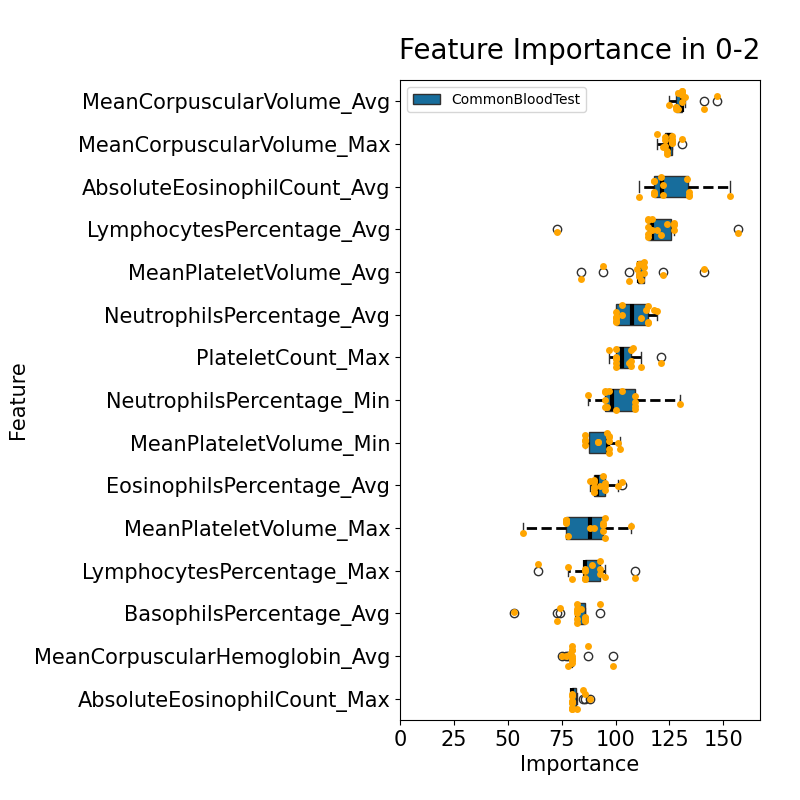 Feature Importance in 0-2
CommonBloodTest
MeanCorpuscularVolume_Avg
MeanCorpuscularVolume_Max
AbsoluteEosinophilCount_Avg
LymphocytesPercentage_Avg
MeanPlateletVolume_Avg
NeutrophilsPercentage_Avg
PlateletCount_Max
NeutrophilsPercentage_Min
MeanPlateletVolume_Min
EosinophilsPercentage_Avg
MeanPlateletVolume_Max
LymphocytesPercentage_Max
BasophilsPercentage_Avg
MeanCorpuscularHemoglobin_Avg
AbsoluteEosinophilCount_Max
Feature
0 25 50 75 100 125 150
Importance